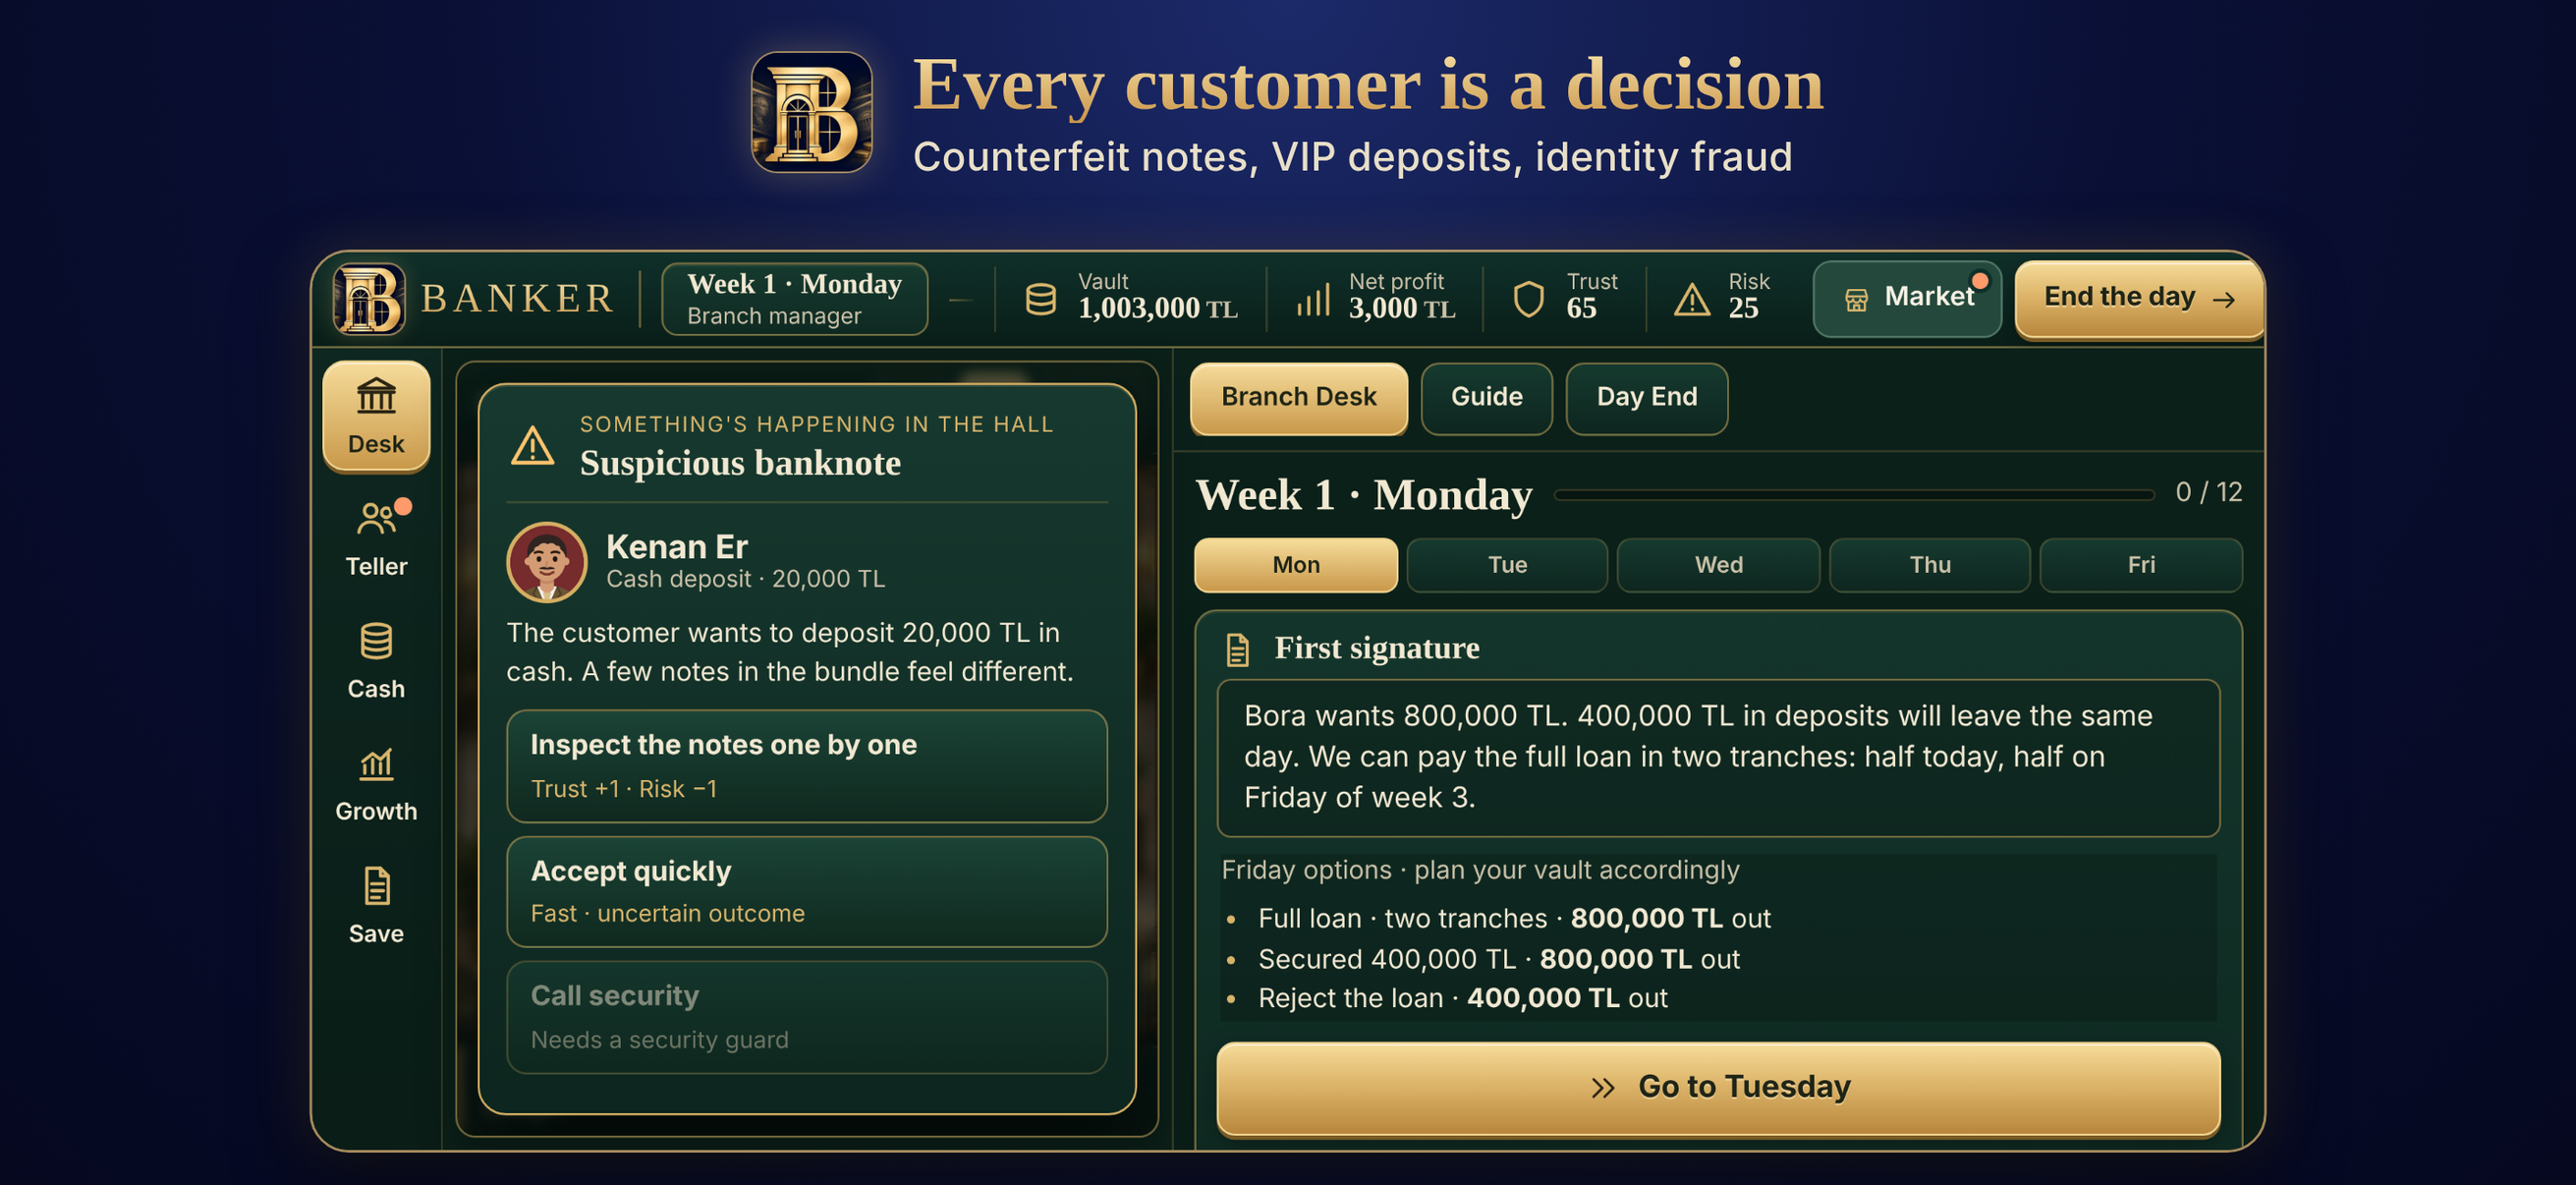 Every customer is a decision
Counterfeit notes, VIP deposits, identity fraud
BANKER
Week 1 · Monday
Branch manager
Vault
1,003,000 TL
Net profit
3,000 TL
Trust
65
Risk
25
Market
End the day →
Desk
Teller
Cash
Growth
Save
SOMETHING'S HAPPENING IN THE HALL
Suspicious banknote
Kenan Er
Cash deposit · 20,000 TL
The customer wants to deposit 20,000 TL in
cash. A few notes in the bundle feel different.
Inspect the notes one by one
Trust +1 · Risk −1
Accept quickly
Fast · uncertain outcome
Call security
Needs a security guard
Branch Desk
Guide
Day End
Week 1 · Monday
0 / 12
Mon
Tue
Wed
Thu
Fri
First signature
Bora wants 800,000 TL. 400,000 TL in deposits will leave the same
day. We can pay the full loan in two tranches: half today, half on
Friday of week 3.
Friday options · plan your vault accordingly
• Full loan · two tranches · 800,000 TL out
• Secured 400,000 TL · 800,000 TL out
• Reject the loan · 400,000 TL out
Go to Tuesday